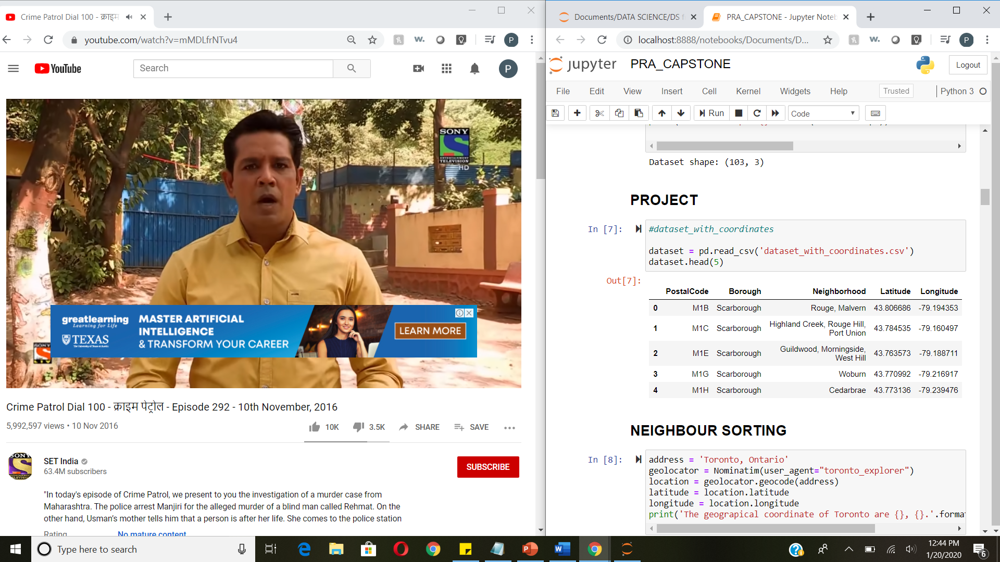 Crime Patrol Dial 100 - क्राइम
youtube.com/watch?v=mMDLfrNTvu4
P
YouTube
Search
P
SONY
ENTERTAINMENT
TELEVISION
HD
greatlearning
Learning for Life
TEXAS
The University of Texas at Austin
MASTER ARTIFICIAL
INTELLIGENCE
& TRANSFORM YOUR CAREER
LEARN MORE
Crime Patrol Dial 100 - क्राइम पेट्रोल - Episode 292 - 10th November, 2016
5,992,597 views • 10 Nov 2016
10K 3.5K SHARE SAVE
SET India
63.4M subscribers
SUBSCRIBE
"In today's episode of Crime Patrol, we present to you the investigation of a murder case from
Maharashtra. The police arrest Manjiri for the alleged murder of a blind man called Rehmat. On the
other hand, Usman's mother tells him that a person is after her life. She comes to the police station
Rating No mature content
Documents/DATA SCIENCE/DS f
PRA_CAPSTONE - Jupyter Noteb
localhost:8888/notebooks/Documents/D...
P
jupyter PRA_CAPSTONE
Logout
File Edit View Insert Cell Kernel Widgets Help Trusted Python 3
Run Code
Dataset shape: (103, 3)
PROJECT
In [7]:
#dataset_with_coordinates
dataset = pd.read_csv('dataset_with_coordinates.csv')
dataset.head(5)
Out[7]:
PostalCode Borough Neighborhood Latitude Longitude
0 M1B Scarborough Rouge, Malvern 43.806686 -79.194353
1 M1C Scarborough Highland Creek, Rouge Hill,
Port Union 43.784535 -79.160497
2 M1E Scarborough Guildwood, Morningside,
West Hill 43.763573 -79.188711
3 M1G Scarborough Woburn 43.770992 -79.216917
4 M1H Scarborough Cedarbrae 43.773136 -79.239476
NEIGHBOUR SORTING
In [8]:
address = 'Toronto, Ontario'
geolocator = Nominatim(user_agent="toronto_explorer")
location = geolocator.geocode(address)
latitude = location.latitude
longitude = location.longitude
print('The geograpical coordinate of Toronto are {}, {}.'.format
Type here to search
12:44 PM
1/20/2020
6